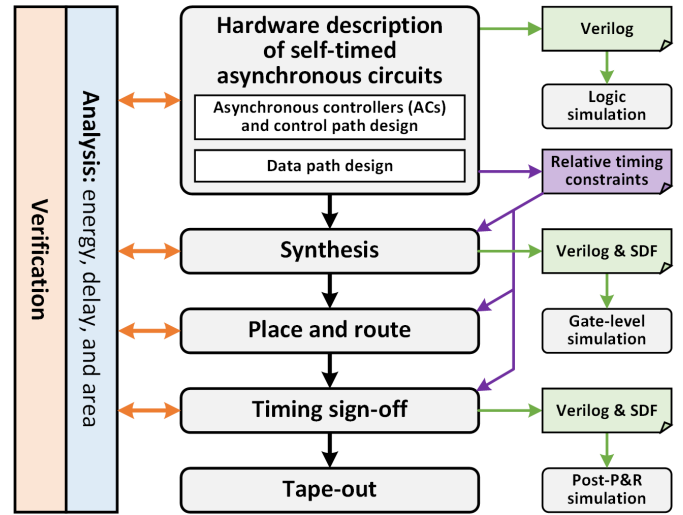 Verification
Analysis: energy, delay, and area
Hardware description
of self-timed
asynchronous circuits
Asynchronous controllers (ACs)
and control path design
Data path design
Verilog
Logic
simulation
Relative timing
constraints
Synthesis
Verilog & SDF
Gate-level
simulation
Place and route
Timing sign-off
Verilog & SDF
Post-P&R
simulation
Tape-out